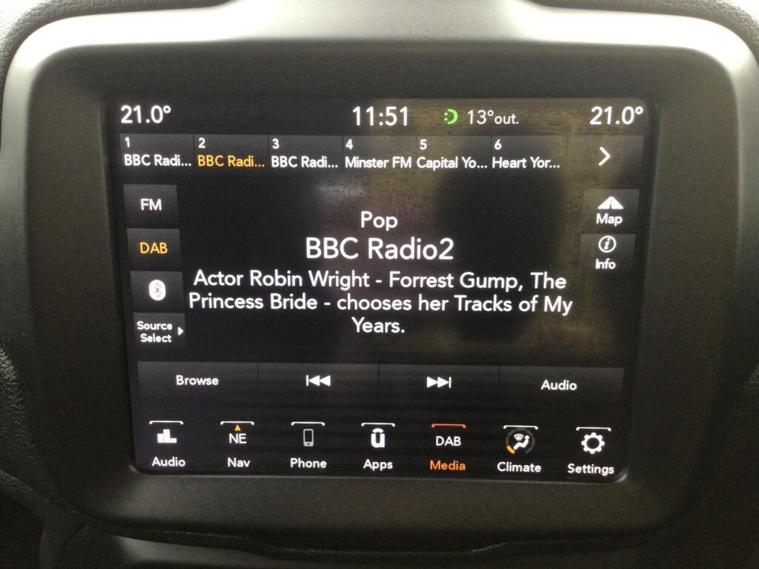 21.0° 11:51 13°out. 21.0°
1 2 3 4 5 6
BBC Radi... BBC Radi... BBC Radi... Minster FM Capital Yo... Heart Yor...
FM
DAB
Source
Select
Pop
BBC Radio2
Actor Robin Wright - Forrest Gump, The
Princess Bride - chooses her Tracks of My
Years.
Map
Info
Browse Audio
NE DAB
Audio Nav Phone Apps Media Climate Settings